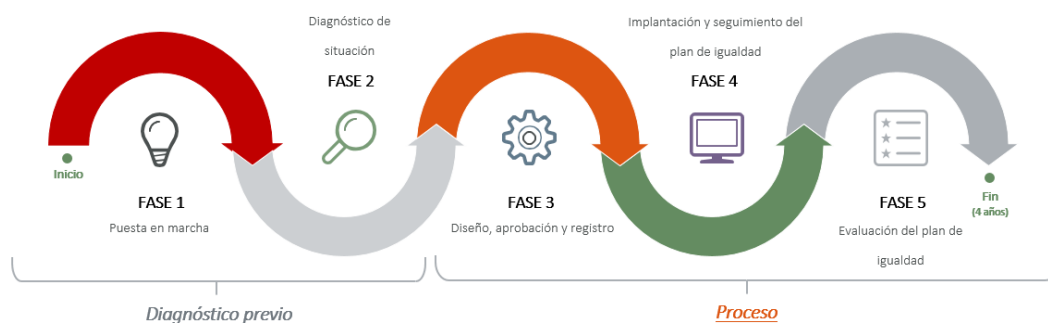 Inicio
FASE 1
Puesta en marcha
Diagnóstico de
situación
FASE 2
FASE 3
Diseño, aprobación y registro
Implantación y seguimiento del
plan de igualdad
FASE 4
FASE 5
Evaluación del plan de
igualdad
Fin
(4 años)
Diagnóstico previo
Proceso